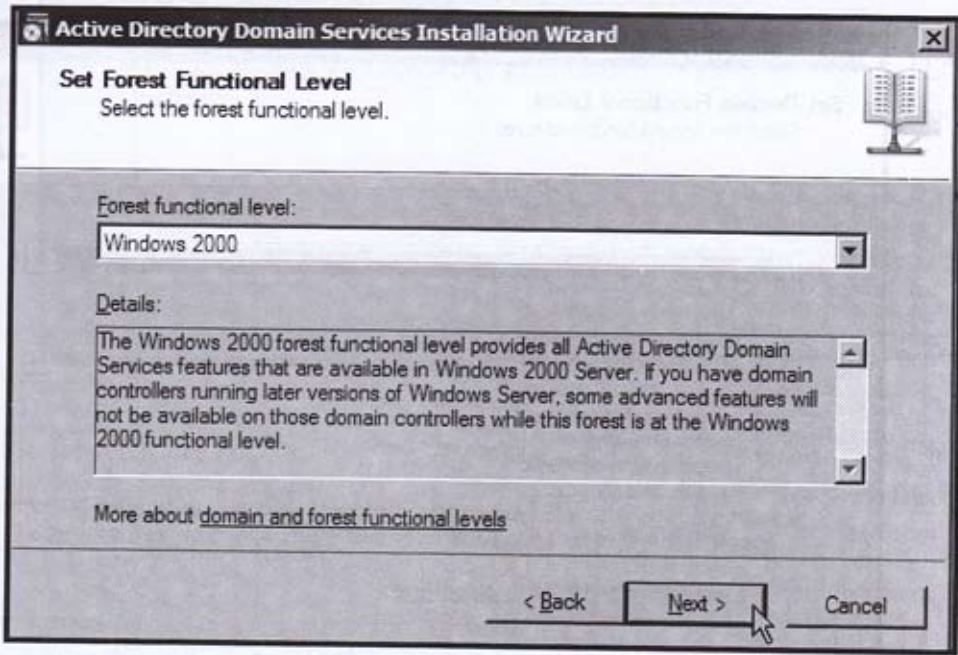 Active Directory Domain Services Installation Wizard
Set Forest Functional Level
Select the forest functional level.
Forest functional level:
Windows 2000
Details:
The Windows 2000 forest functional level provides all Active Directory Domain
Services features that are available in Windows 2000 Server. If you have domain
controllers running later versions of Windows Server, some advanced features will
not be available on those domain controllers while this forest is at the Windows
2000 functional level.
More about domain and forest functional levels
< Back
Next >
Cancel